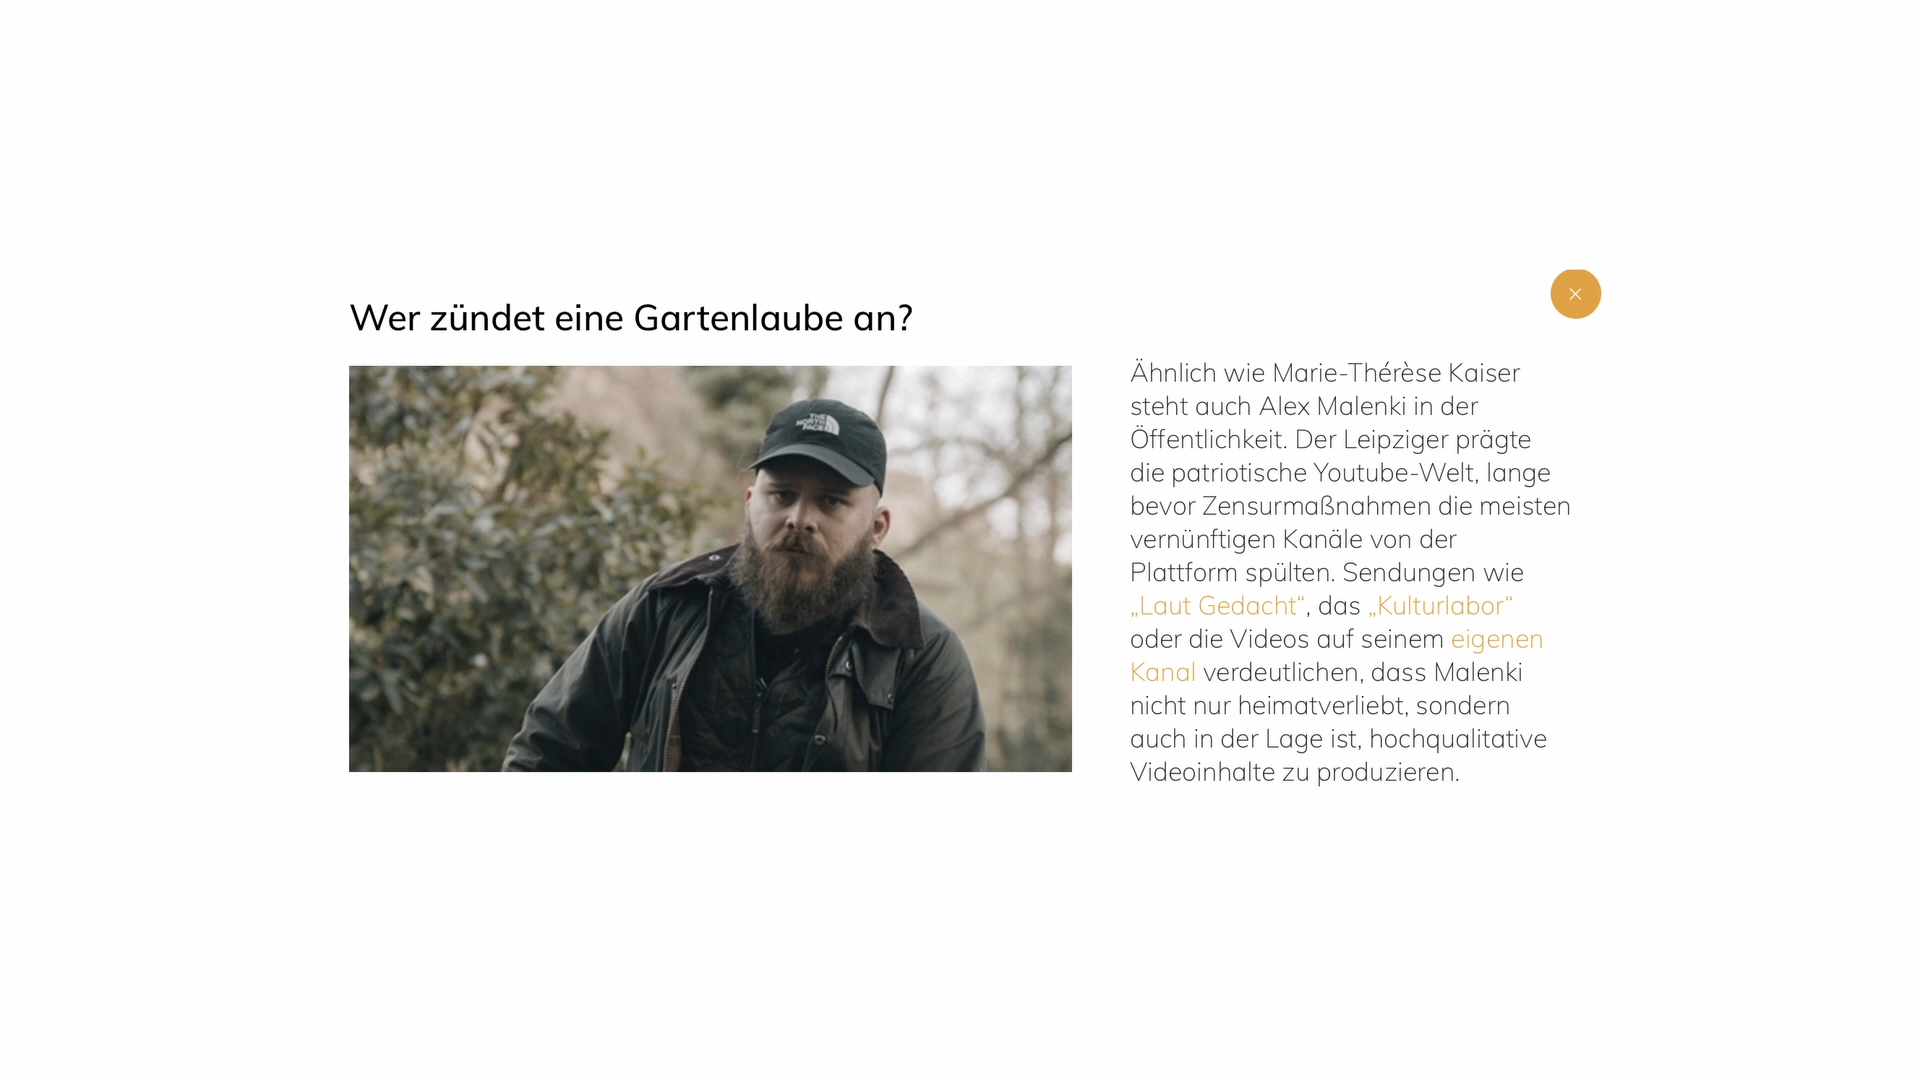 Wer zündet eine Gartenlaube an?
THE
NORTH
FACE
Ähnlich wie Marie-Thérèse Kaiser
steht auch Alex Malenki in der
Öffentlichkeit. Der Leipziger prägte
die patriotische Youtube-Welt, lange
bevor Zensurmaßnahmen die meisten
vernünftigen Kanäle von der
Plattform spülten. Sendungen wie
„Laut Gedacht“, das „Kulturlabor“
oder die Videos auf seinem eigenen
Kanal verdeutlichen, dass Malenki
nicht nur heimatverliebt, sondern
auch in der Lage ist, hochqualitative
Videoinhalte zu produzieren.